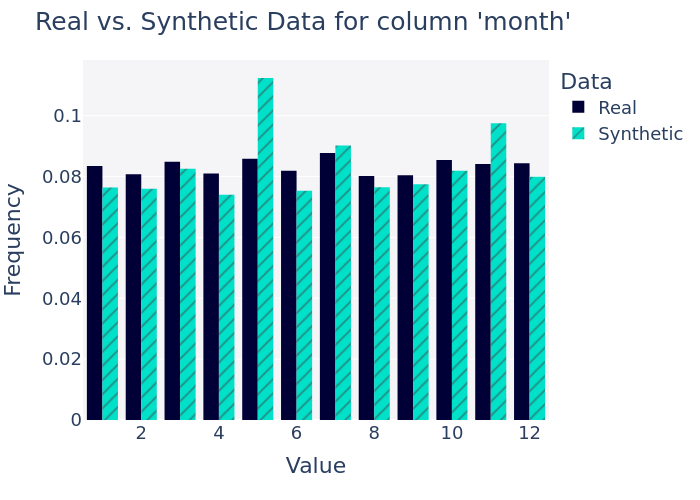 Real vs. Synthetic Data for column 'month'
Data
Real
Synthetic
0.1
0.08
0.06
0.04
0.02
0
Frequency
2 4 6 8 10 12
Value